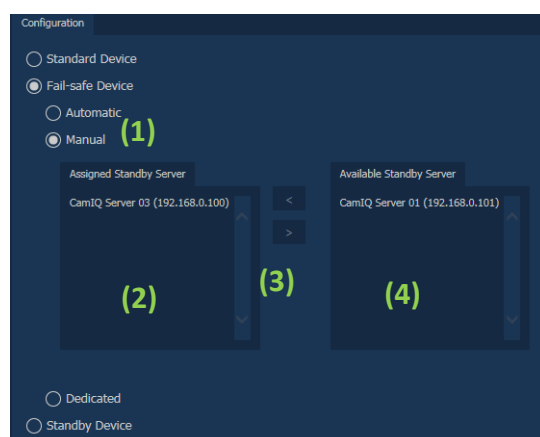 Configuration
Standard Device
Fail-safe Device
Automatic
(1)
Manual
Assigned Standby Server
Available Standby Server
CamIQ Server 03 (192.168.0.100)
<
CamIQ Server 01 (192.168.0.101)
>
(2)
(3)
(4)
Dedicated
Standby Device